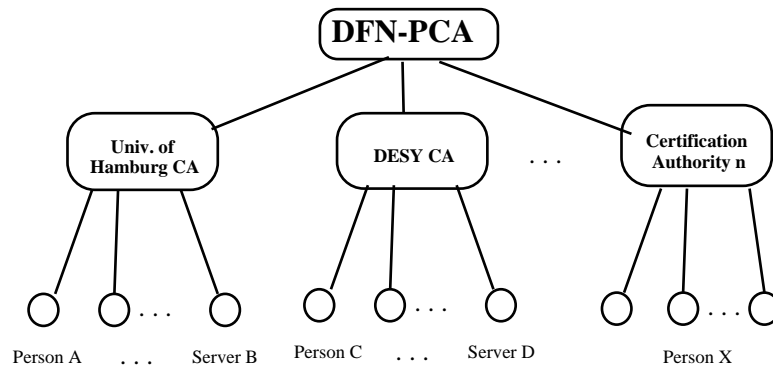 DFN-PCA
Univ. of
Hamburg CA
DESY CA
. . .
Certification
Authority n
. . .
. . .
. . .
Person A . . . Server B
Person C . . . Server D
Person X